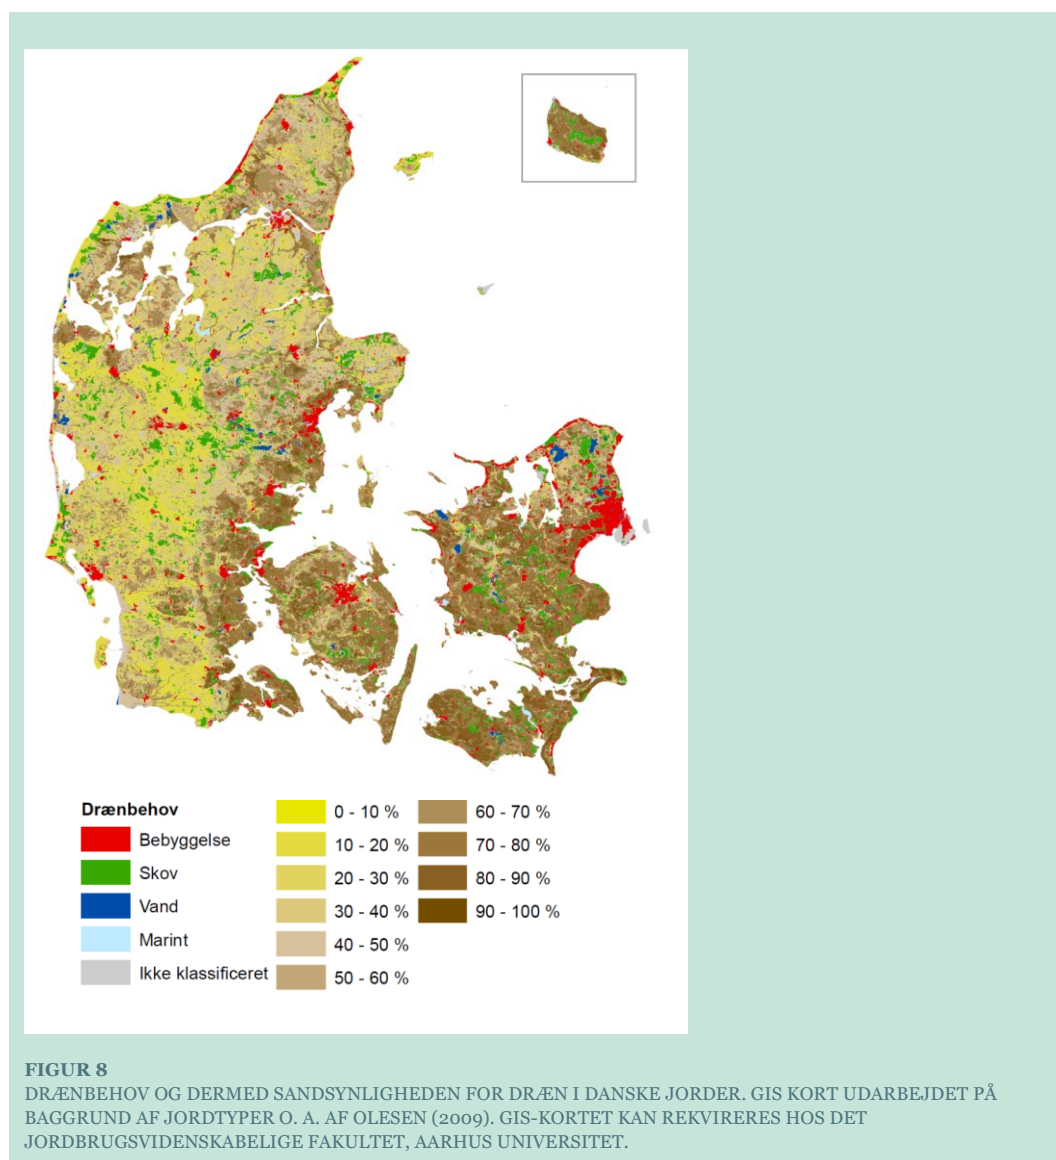 Drænbehov
Bebyggelse
Skov
Vand
Marint
Ikke klassificeret
0 - 10 %
10 - 20 %
20 - 30 %
30 - 40 %
40 - 50 %
50 - 60 %
60 - 70 %
70 - 80 %
80 - 90 %
90 - 100 %
FIGUR 8
DRÆNBEHOV OG DERMED SANDSYNLIGHEDEN FOR DRÆN I DANSKE JORDER. GIS KORT UDARBEJDET PÅ
BAGGRUND AF JORDTYPER O. A. AF OLESEN (2009). GIS-KORTET KAN REKVIRERES HOS DET
JORDBRUGSVIDENSKABELIGE FAKULTET, AARHUS UNIVERSITET.